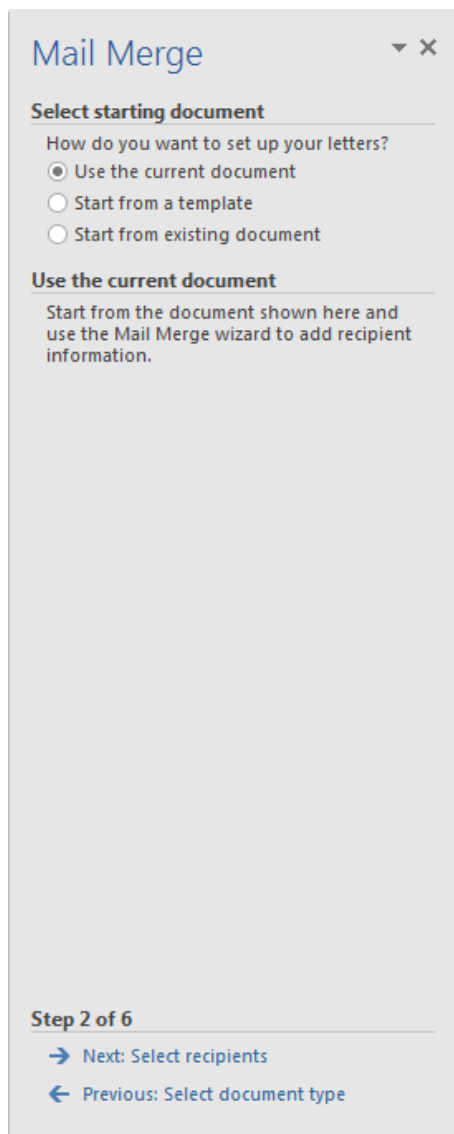 Mail Merge
Select starting document
How do you want to set up your letters?
Use the current document
Start from a template
Start from existing document
Use the current document
Start from the document shown here and
use the Mail Merge wizard to add recipient
information.
Step 2 of 6
Next: Select recipients
Previous: Select document type